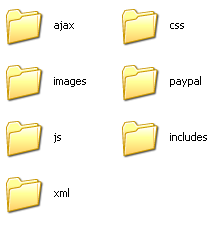 ajax css
images paypal
js includes
xml